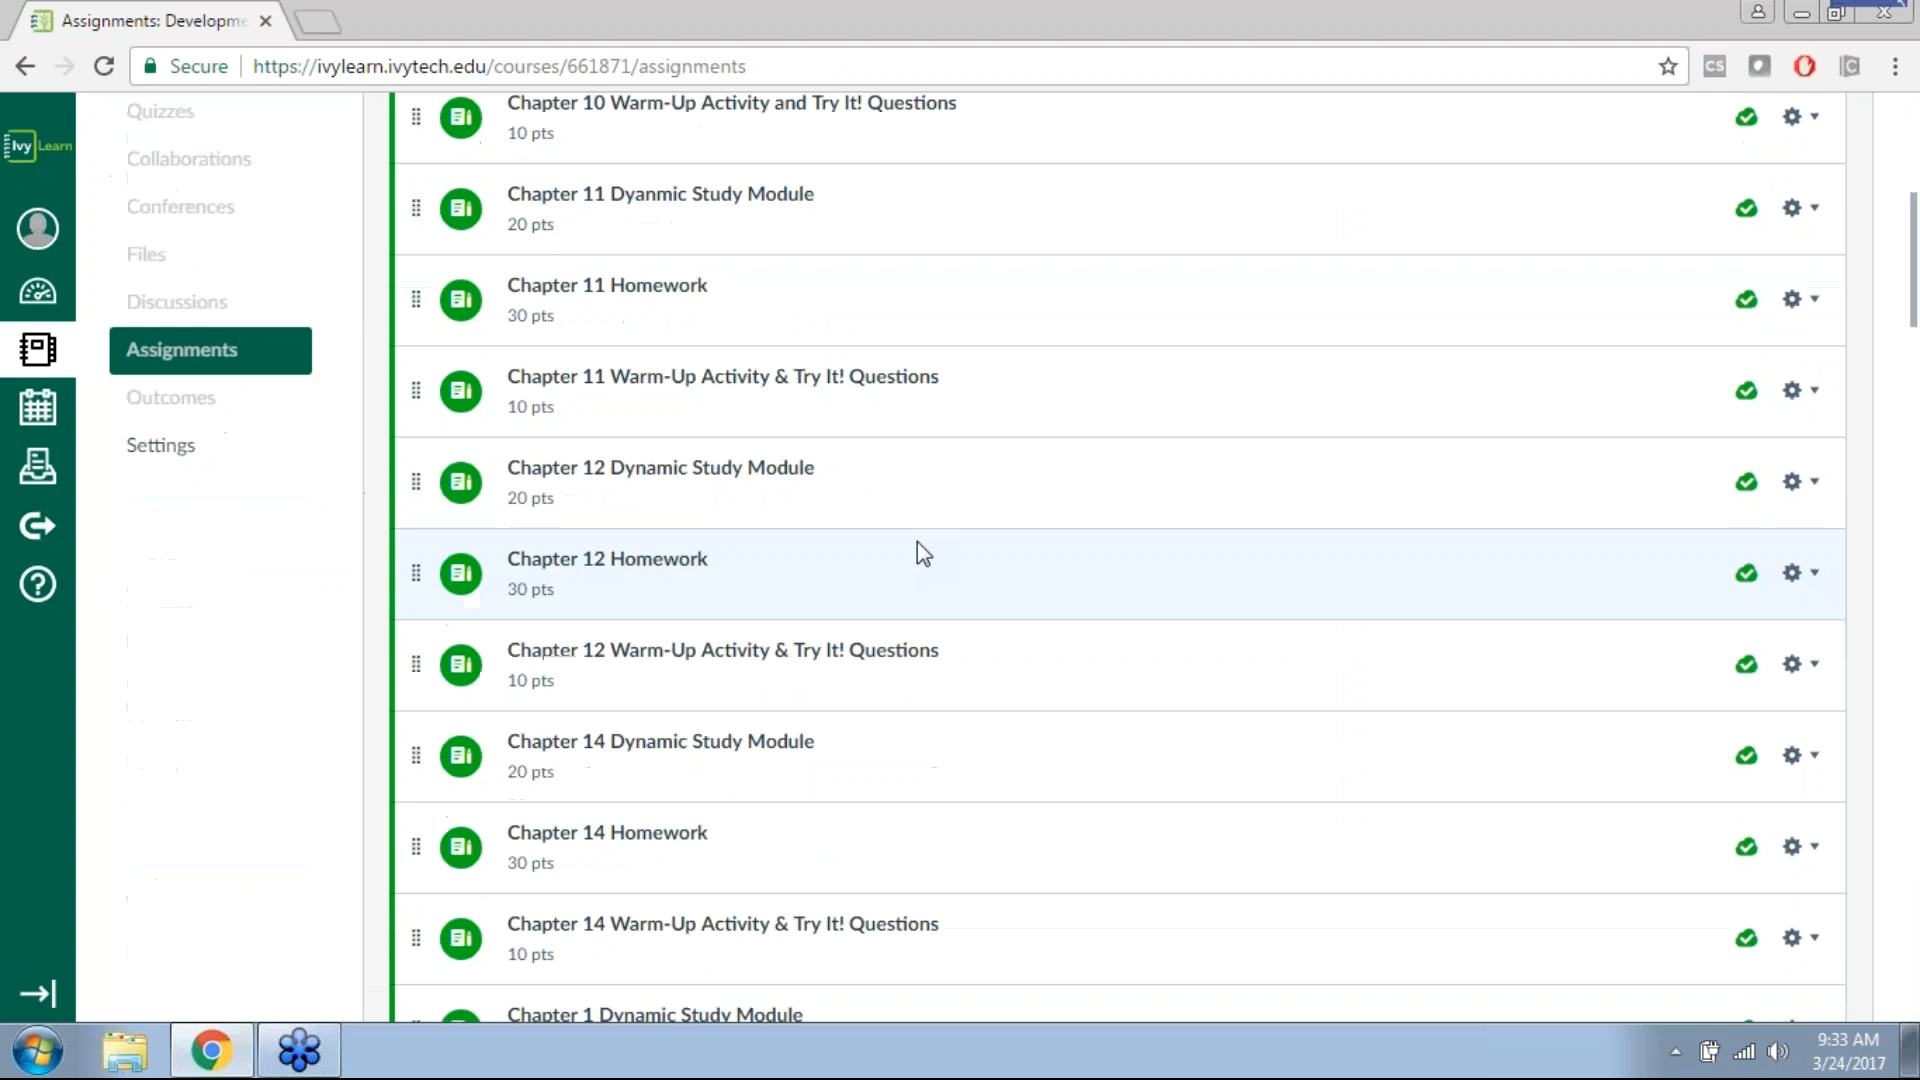 Assignments: Developme
Secure
https://ivylearn.ivytech.edu/courses/661871/assignments
CS
Ivy Learn
Quizzes
Collaborations
Conferences
Files
Discussions
Assignments
Outcomes
Settings
Chapter 10 Warm-Up Activity and Try It! Questions
10 pts
Chapter 11 Dyanmic Study Module
20 pts
Chapter 11 Homework
30 pts
Chapter 11 Warm-Up Activity & Try It! Questions
10 pts
Chapter 12 Dynamic Study Module
20 pts
Chapter 12 Homework
30 pts
Chapter 12 Warm-Up Activity & Try It! Questions
10 pts
Chapter 14 Dynamic Study Module
20 pts
Chapter 14 Homework
30 pts
Chapter 14 Warm-Up Activity & Try It! Questions
10 pts
Chapter 1 Dynamic Study Module
9:33 AM
3/24/2017